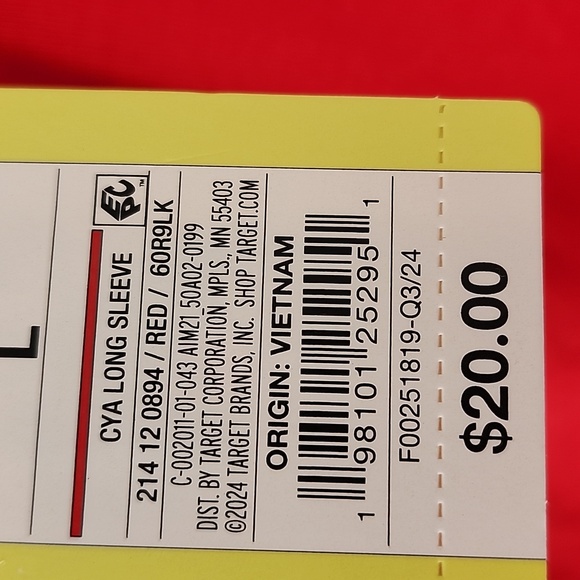 L
EPC™
CYA LONG SLEEVE
214 12 0894 / RED / 60R9LK
C-002011-01-043 AIM21_50A02-0199
DIST. BY TARGET CORPORATION, MPLS., MN 55403
©2024 TARGET BRANDS, INC. SHOP TARGET.COM
ORIGIN: VIETNAM
1 98101 25295 1
F00251819-Q3/24
$20.00